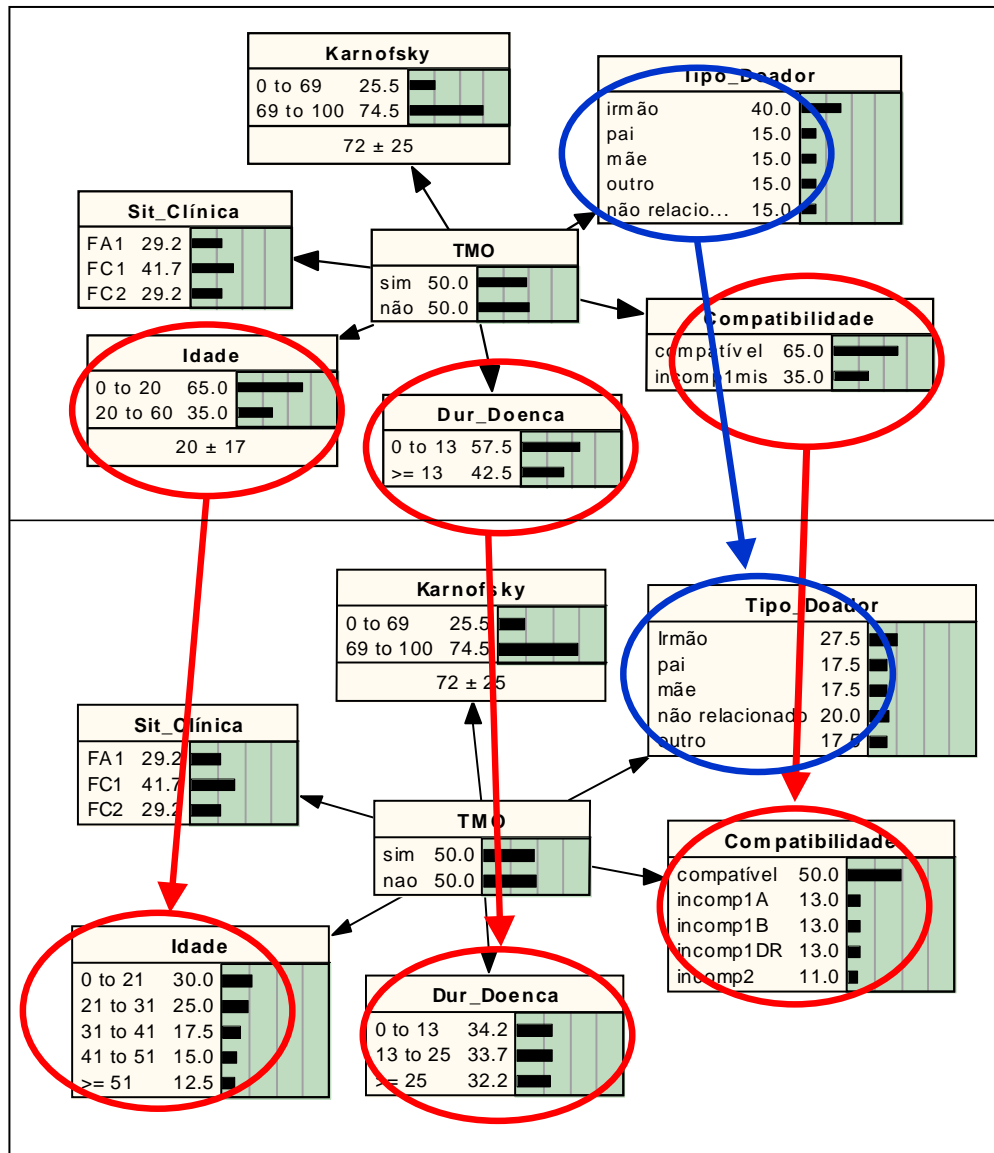 Karnofsky
0 to 69 25.5
69 to 100 74.5
72 ± 25
Tipo_Doador
irmão 40.0
pai 15.0
mãe 15.0
outro 15.0
não relacio... 15.0
Sit_Clínica
FA1 29.2
FC1 41.7
FC2 29.2
TMO
sim 50.0
não 50.0
Compatibilidade
compatível 65.0
incomp1mis 35.0
Idade
0 to 20 65.0
20 to 60 35.0
20 ± 17
Dur_Doenca
0 to 13 57.5
>= 13 42.5
Karnofsky
0 to 69 25.5
69 to 100 74.5
72 ± 25
Tipo_Doador
Irmão 27.5
pai 17.5
mãe 17.5
não relacionado 20.0
outro 17.5
Sit_Clínica
FA1 29.2
FC1 41.7
FC2 29.2
TMO
sim 50.0
nao 50.0
Compatibilidade
compatível 50.0
incomp1A 13.0
incomp1B 13.0
incomp1DR 13.0
incomp2 11.0
Idade
0 to 21 30.0
21 to 31 25.0
31 to 41 17.5
41 to 51 15.0
>= 51 12.5
Dur_Doenca
0 to 13 34.2
13 to 25 33.7
>= 25 32.2